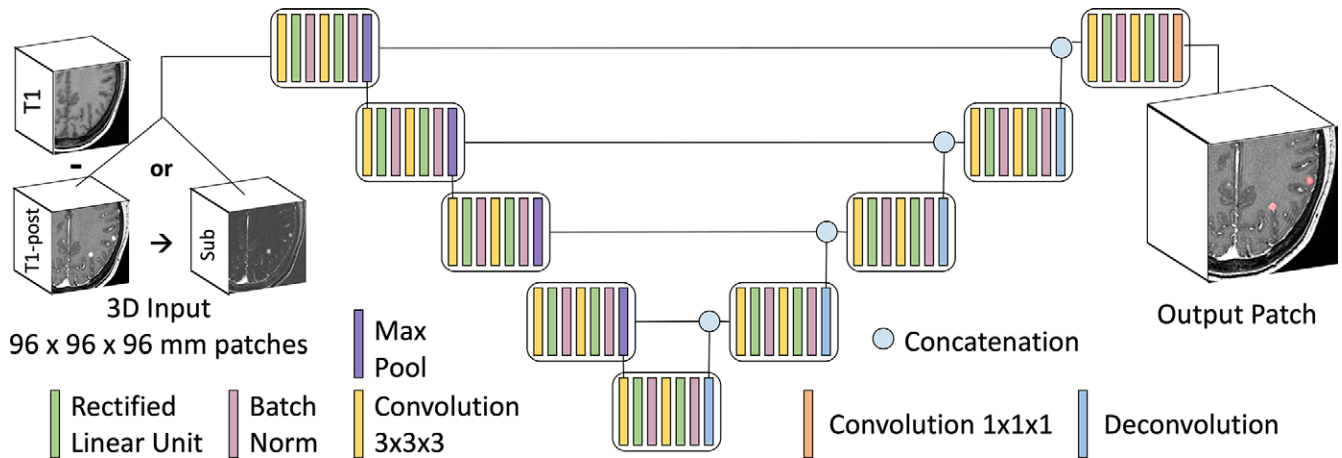 T1
-
or
T1-post
→
Sub
3D Input
96 x 96 x 96 mm patches
Output Patch
Max
Pool
Concatenation
Rectified
Linear Unit
Batch
Norm
Convolution
3x3x3
Convolution 1x1x1
Deconvolution